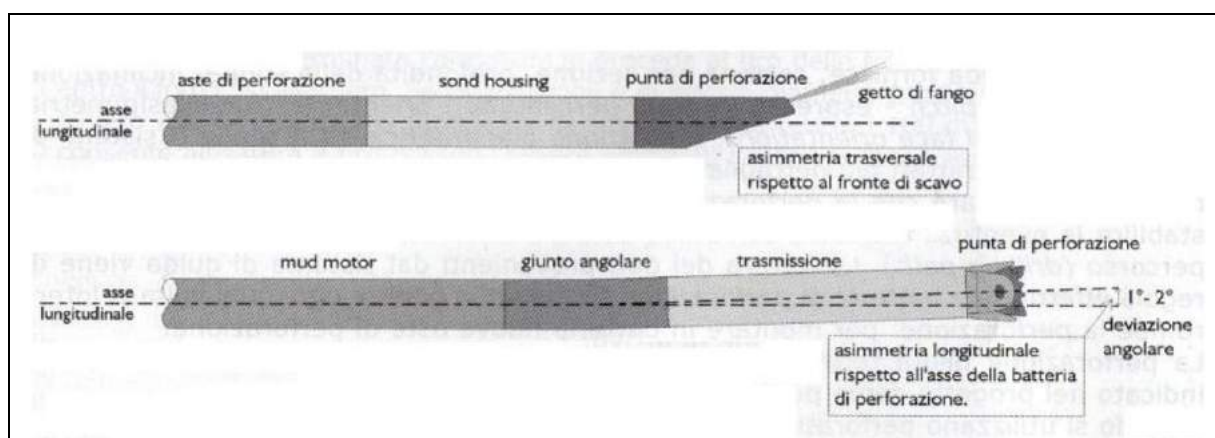 aste di perforazione
sond housing
punta di perforazione
getto di fango
asse
lungitudinale
asimmetria trasversale
rispetto al fronte di scavo
mud motor
giunto angolare
trasmissione
punta di perforazione
asse
lungitudinale
1°- 2°
deviazione
angolare
asimmetria longitudinale
rispetto all'asse della batteria
di perforazione.